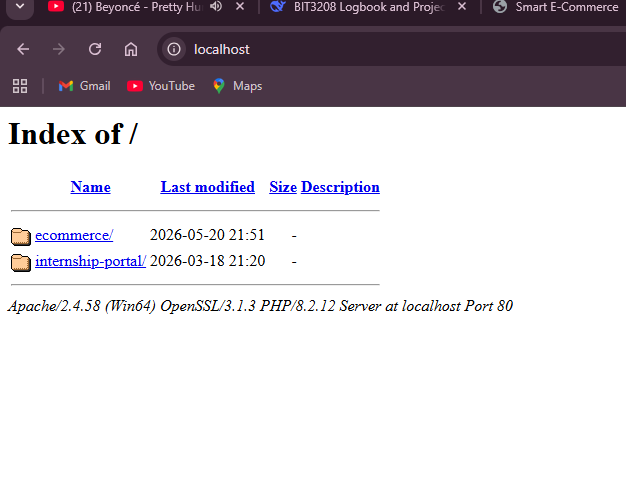 (21) Beyoncé - Pretty Hu
BIT3208 Logbook and Projec
Smart E-Commerce
localhost
Gmail YouTube Maps
Index of /
Name Last modified Size Description
ecommerce/ 2026-05-20 21:51 -
internship-portal/ 2026-03-18 21:20 -
Apache/2.4.58 (Win64) OpenSSL/3.1.3 PHP/8.2.12 Server at localhost Port 80